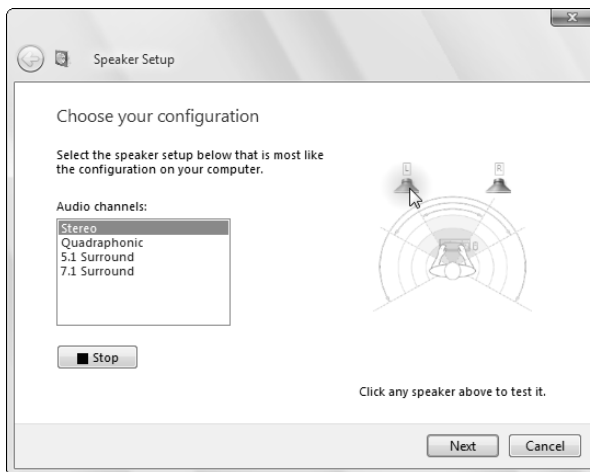 Speaker Setup
Choose your configuration
Select the speaker setup below that is most like
the configuration on your computer.
Audio channels:
Stereo
Quadraphonic
5.1 Surround
7.1 Surround
Stop
L
R
Click any speaker above to test it.
Next
Cancel